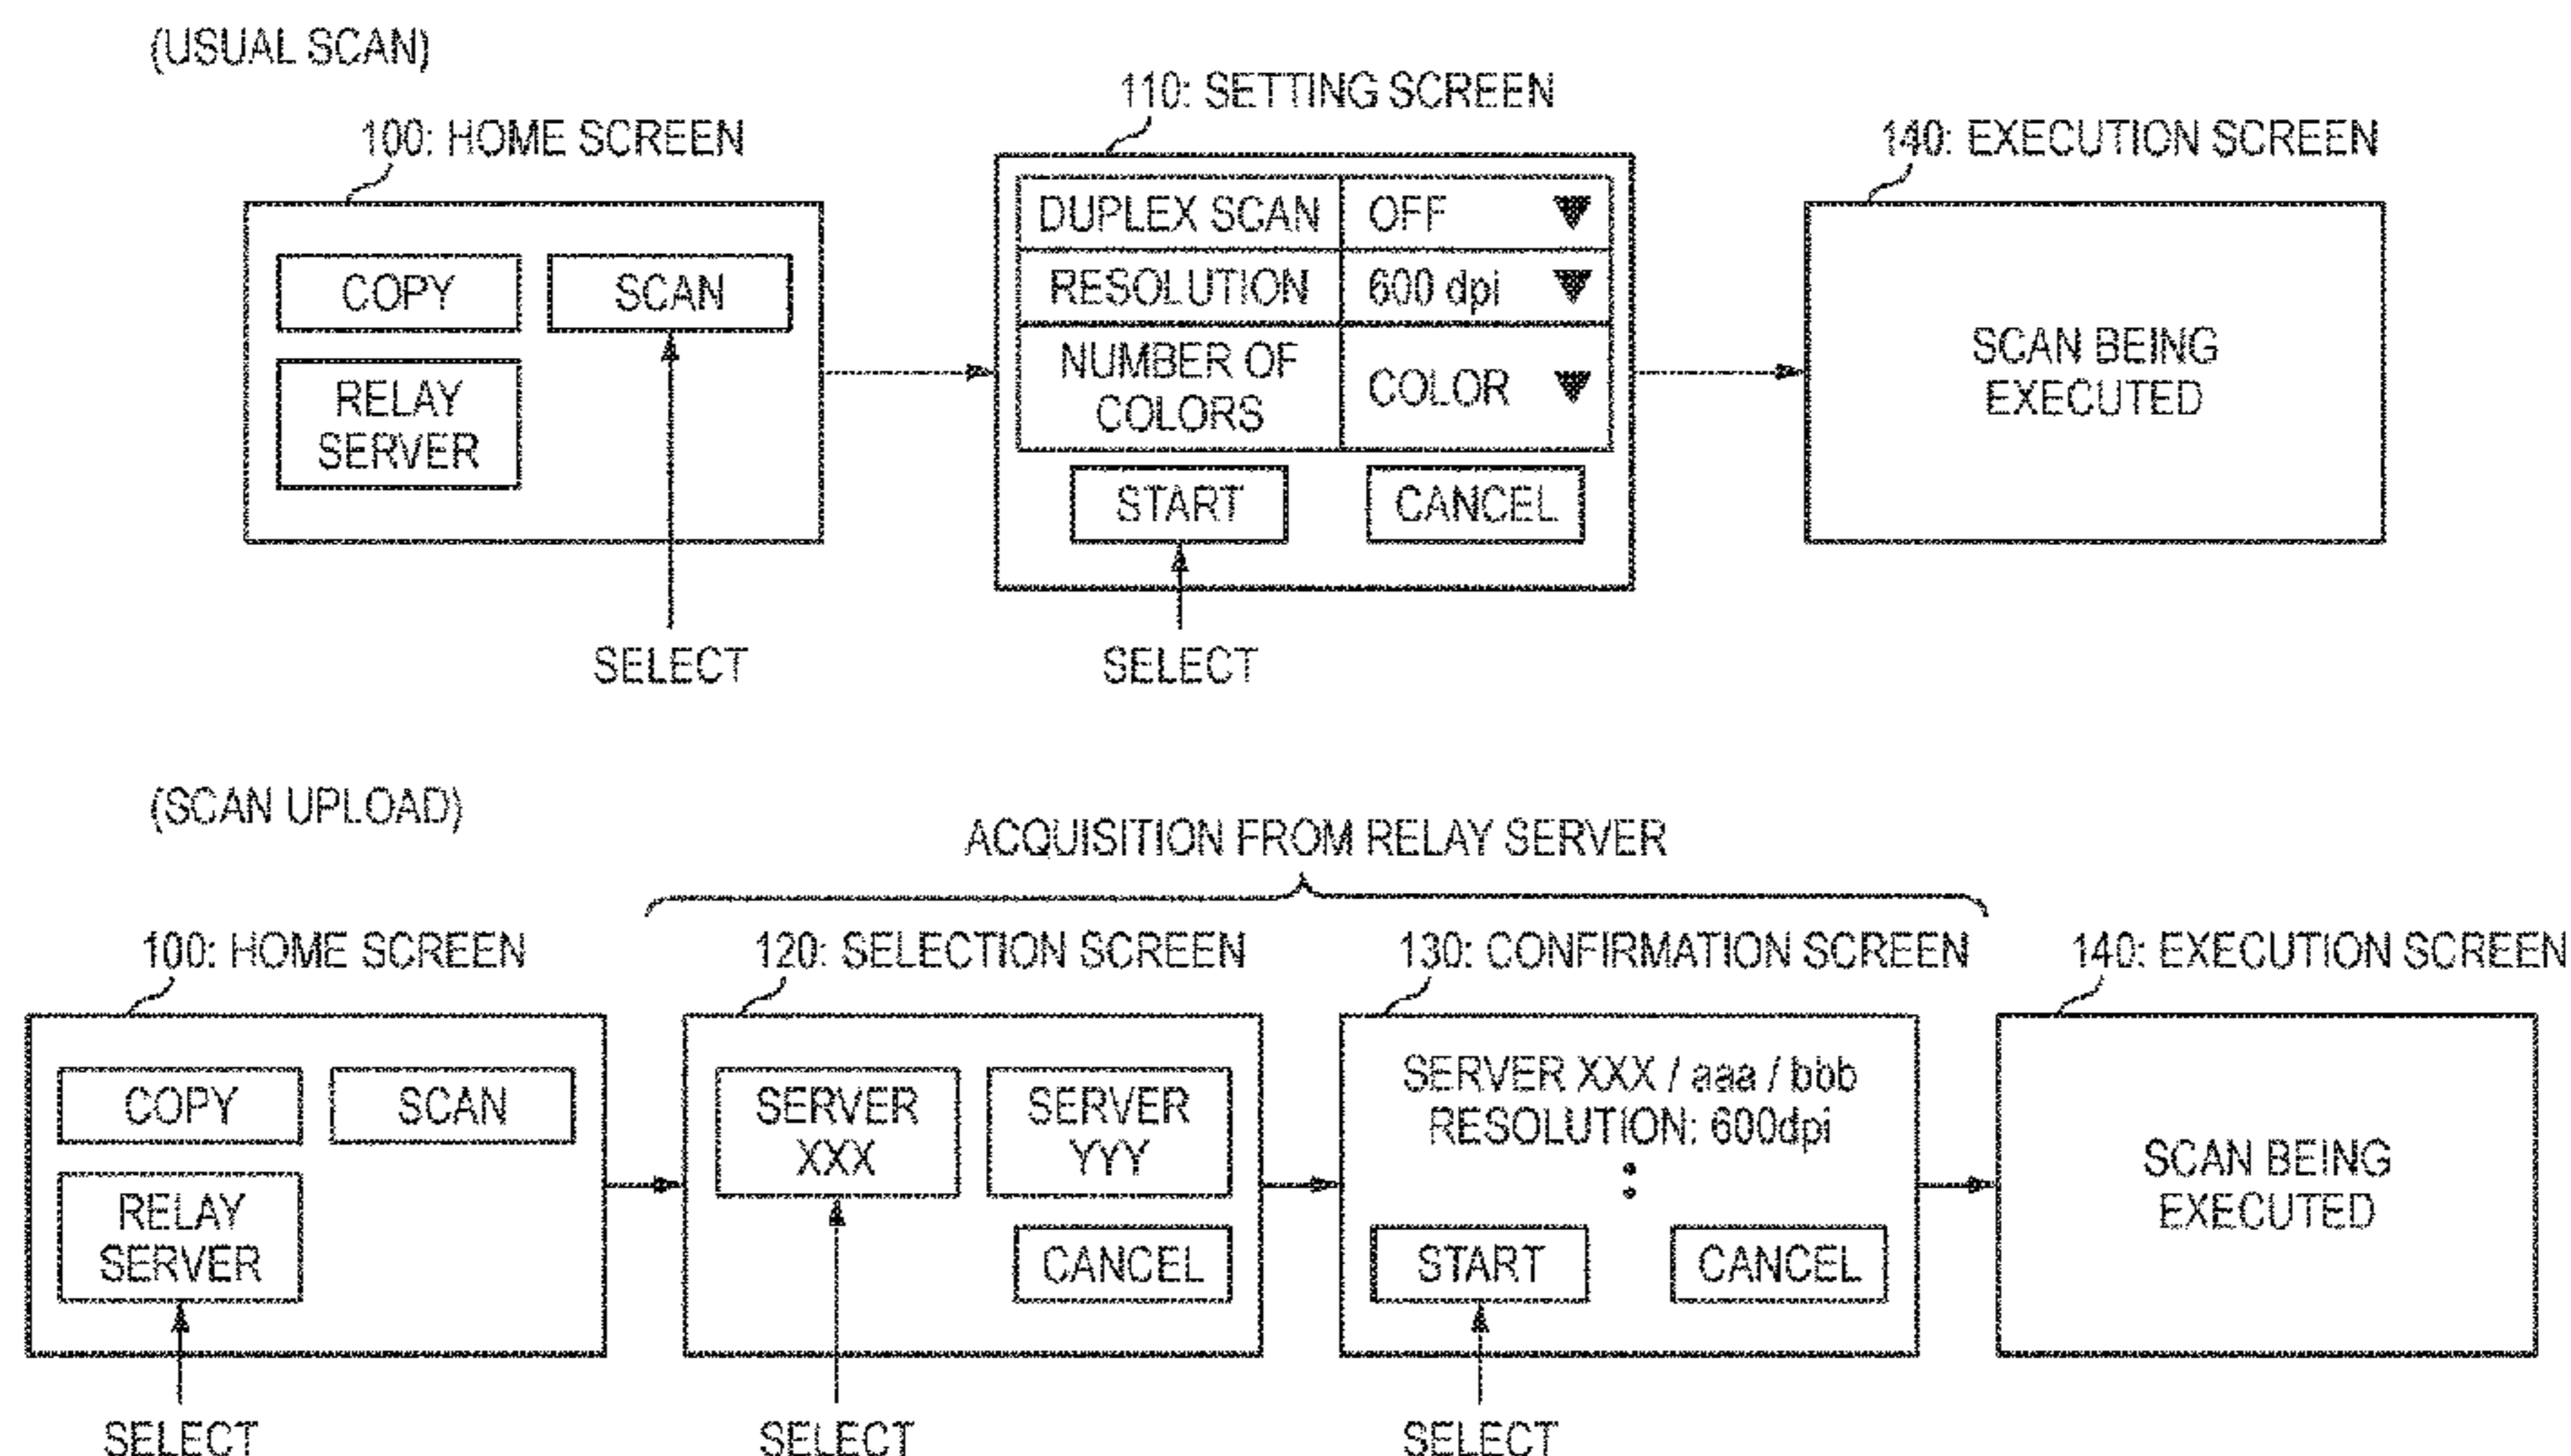 (USUAL SCAN)
100: HOME SCREEN
COPY
SCAN
RELAY
SERVER
SELECT
110: SETTING SCREEN
DUPLEX SCAN OFF ▼
RESOLUTION 600 dpi ▼
NUMBER OF
COLORS
COLOR ▼
START
CANCEL
SELECT
140: EXECUTION SCREEN
SCAN BEING
EXECUTED
(SCAN UPLOAD)
ACQUISITION FROM RELAY SERVER
100: HOME SCREEN
COPY
SCAN
RELAY
SERVER
SELECT
120: SELECTION SCREEN
SERVER
XXX
SERVER
YYY
CANCEL
SELECT
130: CONFIRMATION SCREEN
SERVER XXX / aaa / bbb
RESOLUTION: 600dpi
:
START
CANCEL
SELECT
140: EXECUTION SCREEN
SCAN BEING
EXECUTED